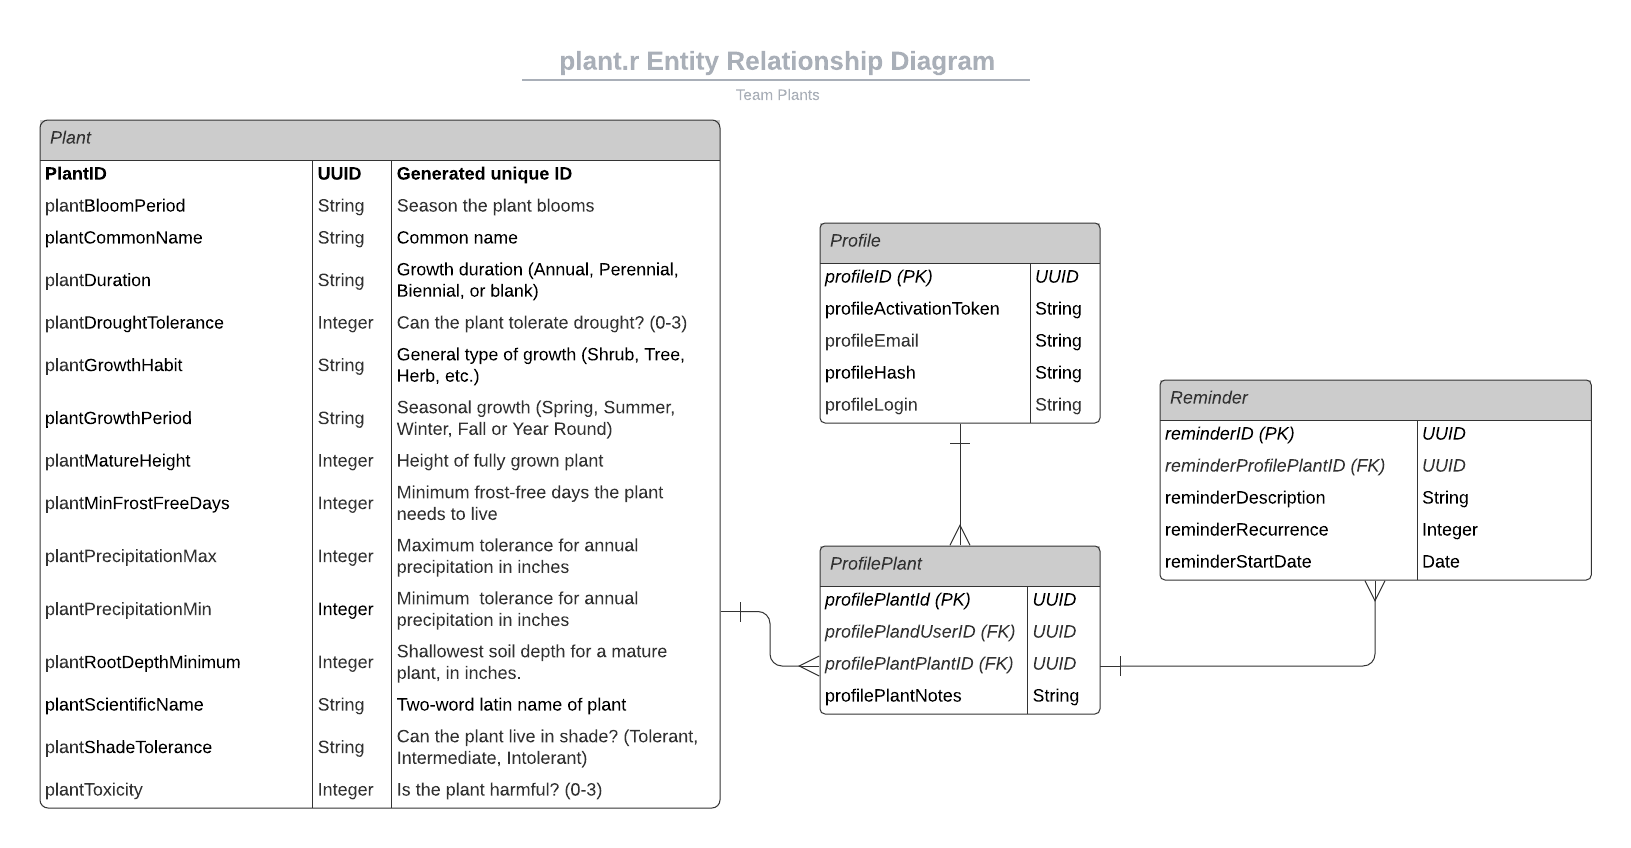 plant.r Entity Relationship Diagram
Team Plants
Plant
PlantID UUID Generated unique ID
plantBloomPeriod String Season the plant blooms
plantCommonName String Common name
plantDuration String Growth duration (Annual, Perennial,
Biennial, or blank)
plantDroughtTolerance Integer Can the plant tolerate drought? (0-3)
plantGrowthHabit String General type of growth (Shrub, Tree,
Herb, etc.)
plantGrowthPeriod String Seasonal growth (Spring, Summer,
Winter, Fall or Year Round)
plantMatureHeight Integer Height of fully grown plant
plantMinFrostFreeDays Integer Minimum frost-free days the plant
needs to live
plantPrecipitationMax Integer Maximum tolerance for annual
precipitation in inches
plantPrecipitationMin Integer Minimum tolerance for annual
precipitation in inches
plantRootDepthMinimum Integer Shallowest soil depth for a mature
plant, in inches.
plantScientificName String Two-word latin name of plant
plantShadeTolerance String Can the plant live in shade? (Tolerant,
Intermediate, Intolerant)
plantToxicity Integer Is the plant harmful? (0-3)
Profile
profileID (PK) UUID
profileActivationToken String
profileEmail String
profileHash String
profileLogin String
ProfilePlant
profilePlantId (PK) UUID
profilePlandUserID (FK) UUID
profilePlantPlantID (FK) UUID
profilePlantNotes String
Reminder
reminderID (PK) UUID
reminderProfilePlantID (FK) UUID
reminderDescription String
reminderRecurrence Integer
reminderStartDate Date